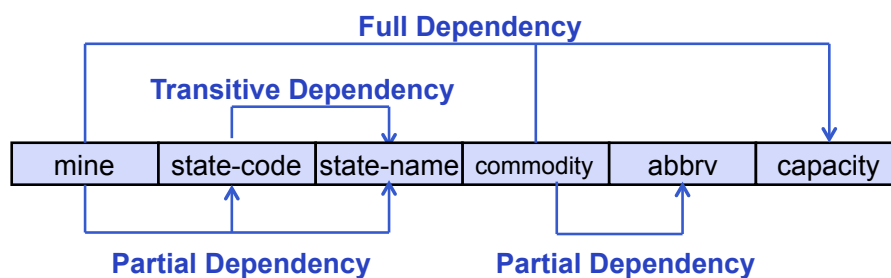 Full Dependency
Transitive Dependency
mine state-code state-name commodity abbrv capacity
Partial Dependency Partial Dependency